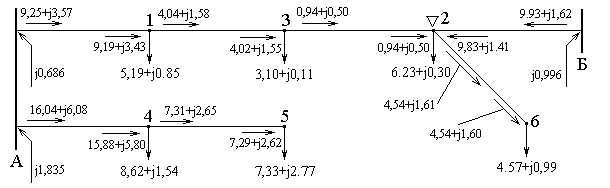 9,25+j3,57
1
4,04+j1,58
3
0,94+j0,50
2
9.93+j1,62
9,19+j3,43
4,02+j1,55
0,94+j0,50
9,83+j1.41
Б
j0,686
5,19+j0.85
3,10+j0,11
6.23+j0,30
j0,996
4,54+j1,61
16,04+j6,08
4
7,31+j2,65
5
6
4,54+j1,60
А
15,88+j5,80
7,29+j2,62
j1,835
8,62+j1,54
7,33+j2.77
4.57+j0,99